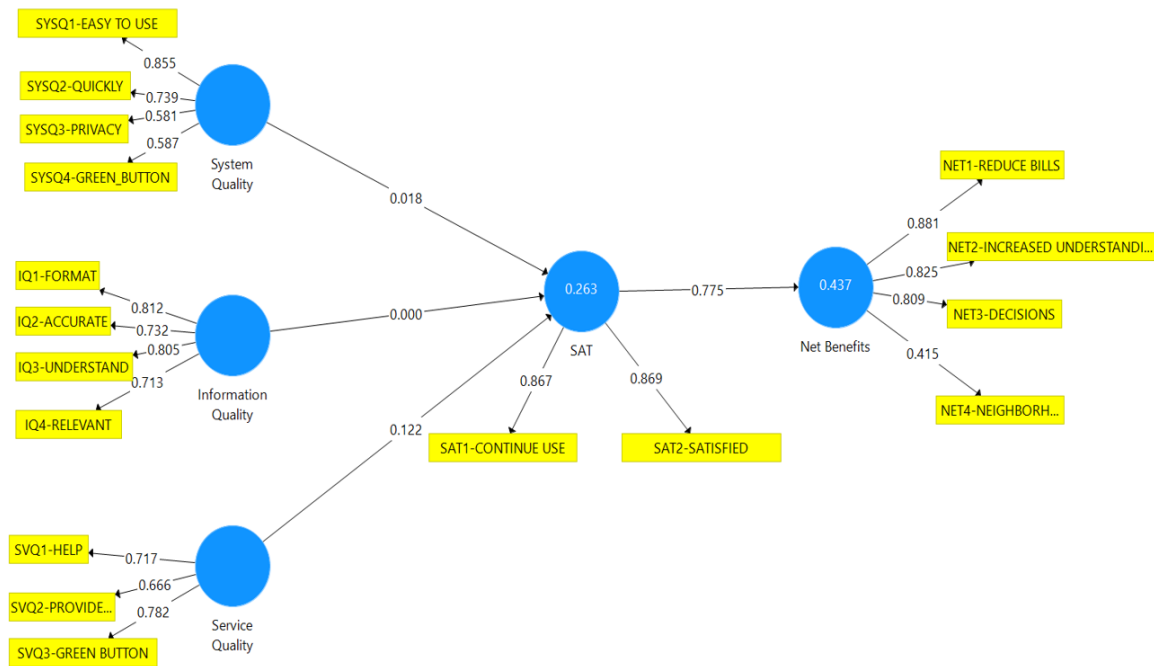 SYSQ1-EASY TO USE
0.855
SYSQ2-QUICKLY
0.739
SYSQ3-PRIVACY
0.581
0.587
SYSQ4-GREEN_BUTTON
System
Quality
0.018
IQ1-FORMAT
0.812
IQ2-ACCURATE
0.732
IQ3-UNDERSTAND
0.805
0.713
IQ4-RELEVANT
Information
Quality
0.000
SVQ1-HELP
0.717
0.666
SVQ2-PROVIDE...
0.782
SVQ3-GREEN BUTTON
Service
Quality
0.122
0.263
SAT
0.867
0.869
SAT1-CONTINUE USE
SAT2-SATISFIED
0.775
0.437
Net Benefits
NET1-REDUCE BILLS
0.881
NET2-INCREASED UNDERSTANDI...
0.825
0.809
NET3-DECISIONS
0.415
NET4-NEIGHBORH...